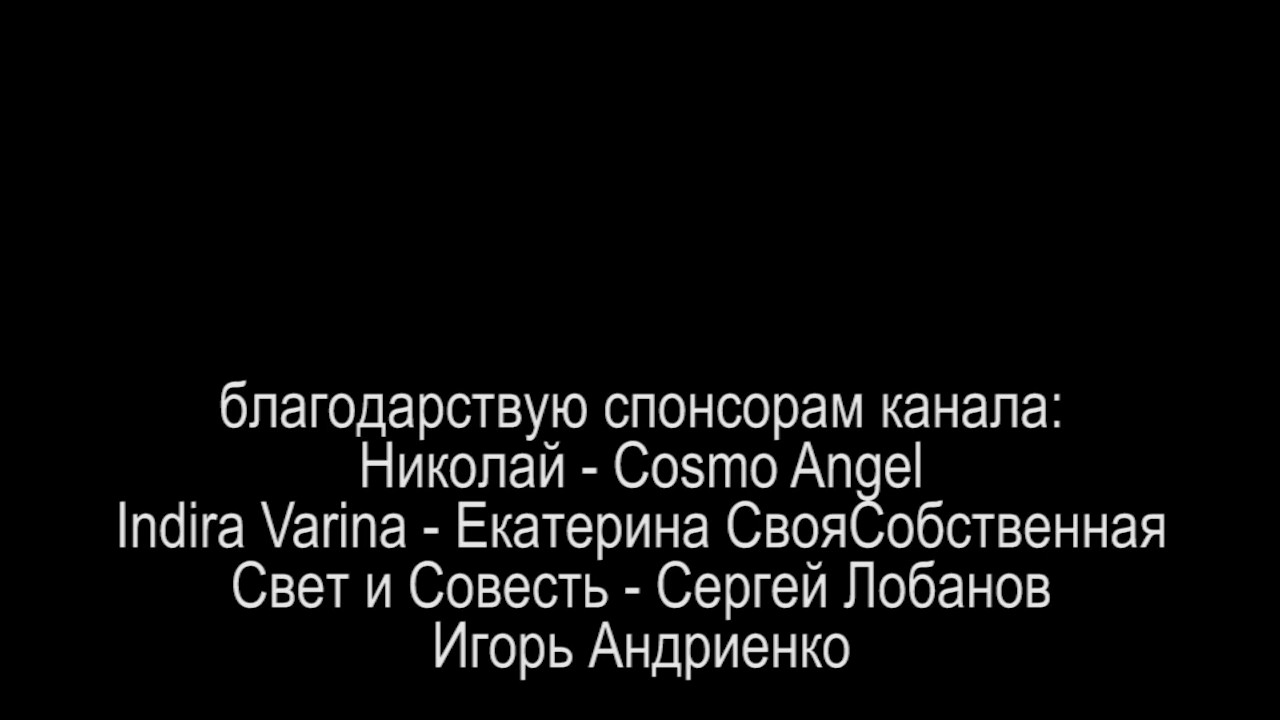 благодарствую спонсорам канала:
Николай - Cosmo Angel
Indira Varina - Екатерина СвояСобственная
Свет и Совесть - Сергей Лобанов
Игорь Андриенко